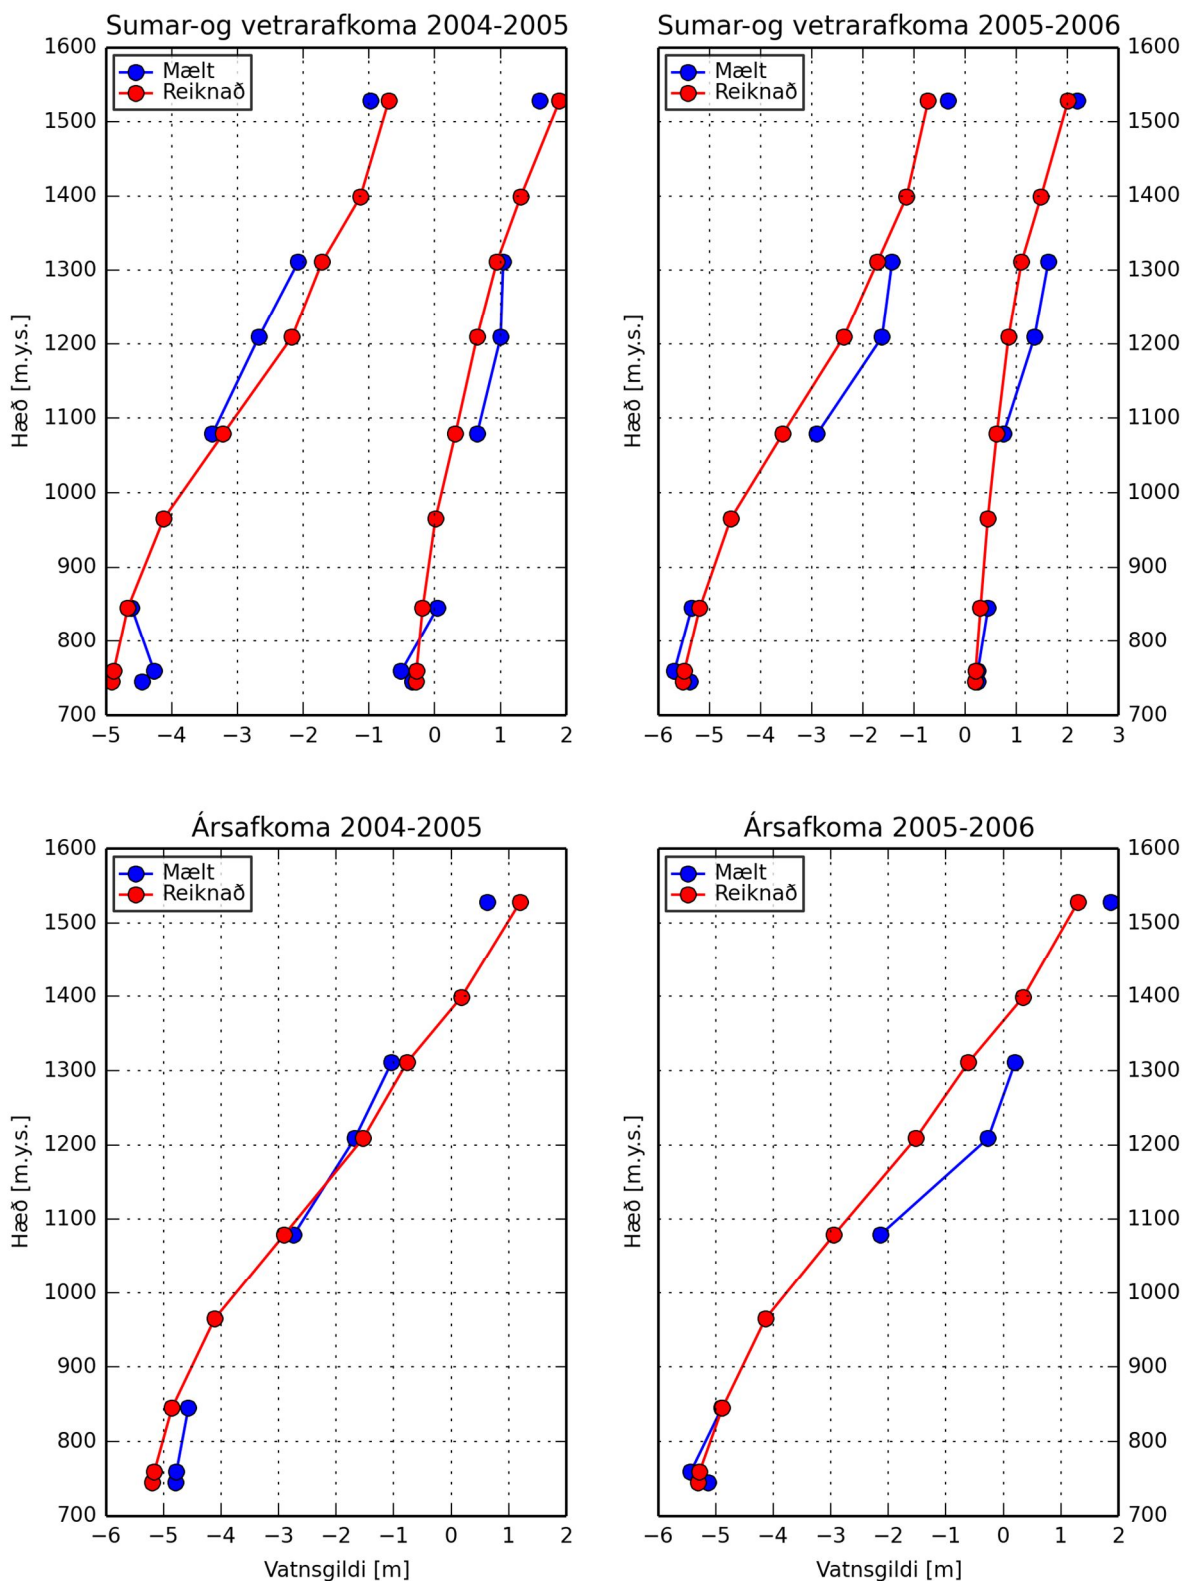 Sumar-og vetrarafkoma 2004-2005
1600
1500
1400
1300
1200
1100
1000
900
800
700
Hæð [m.y.s.]
Mælt
Reiknað
−5 −4 −3 −2 −1 0 1 2
Sumar-og vetrarafkoma 2005-2006
Mælt
Reiknað
Hæð [m.y.s.]
1600
1500
1400
1300
1200
1100
1000
900
800
700
−6 −5 −4 −3 −2 −1 0 1 2 3
Ársafkoma 2004-2005
1600
1500
1400
1300
1200
1100
1000
900
800
700
Hæð [m.y.s.]
Mælt
Reiknað
−6 −5 −4 −3 −2 −1 0 1 2
Vatnsgildi [m]
Ársafkoma 2005-2006
Mælt
Reiknað
Hæð [m.y.s.]
1600
1500
1400
1300
1200
1100
1000
900
800
700
−6 −5 −4 −3 −2 −1 0 1 2
Vatnsgildi [m]